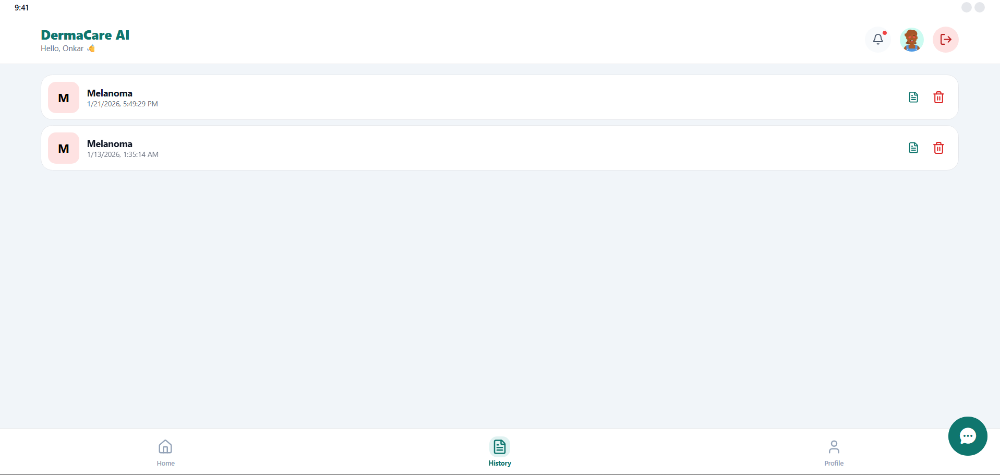 9:41
DermaCare AI
Hello, Onkar 👋
M
Melanoma
1/21/2026, 5:49:29 PM
M
Melanoma
1/13/2026, 1:35:14 AM
Home
History
Profile